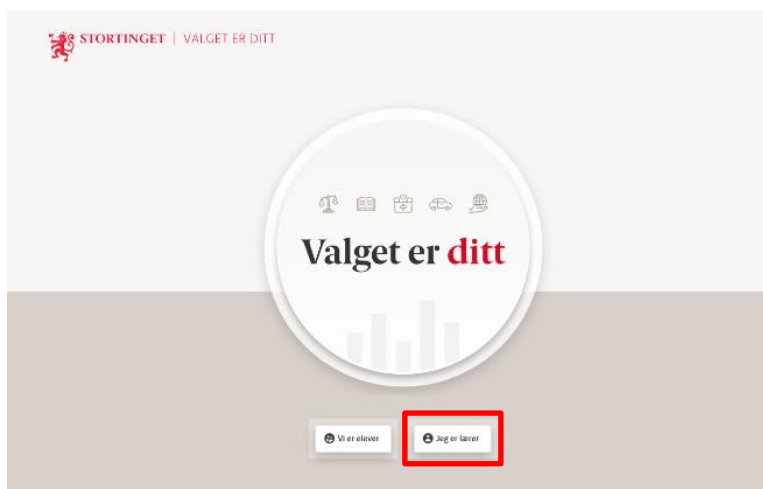 STORTINGET | VALGET ER DITT
Valget er ditt
Vi er elever
Jeg er lærer